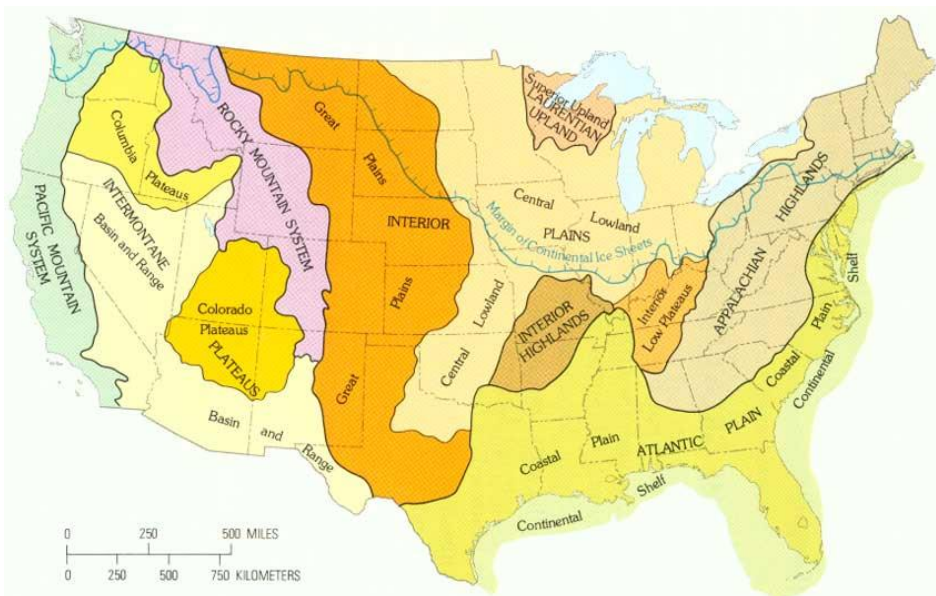 Superior Upland
LAURENTIAN
UPLAND
Great
Plains
INTERIOR
Plains
Great
Columbia
Plateaus
ROCKY MOUNTAIN SYSTEM
PACIFIC MOUNTAIN
SYSTEM
INTERMONTANE
Basin and Range
Colorado
Plateaus
PLATEAUS
Basin and Range
Central
Lowland
PLAINS
Margin of Continental Ice Sheets
Lowland
Central
INTERIOR
HIGHLANDS
Interior
Low Plateaus
APPALACHIAN
HIGHLANDS
Shelf
Plain
Coastal
Continental
Coastal
Plain
ATLANTIC
PLAIN
Shelf
Continental
0 250 500 MILES
0 250 500 750 KILOMETERS